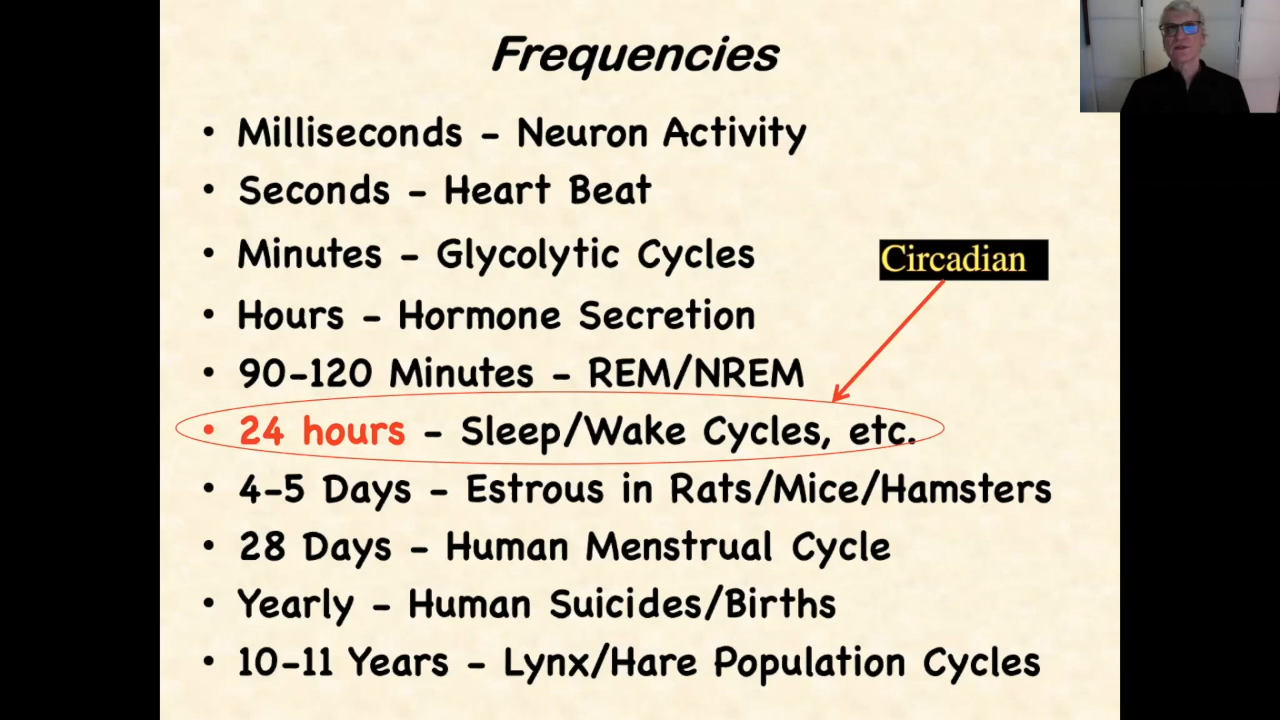 Frequencies
• Milliseconds – Neuron Activity
• Seconds – Heart Beat
• Minutes – Glycolytic Cycles
Circadian
• Hours – Hormone Secretion
• 90-120 Minutes – REM/NREM
• 24 hours – Sleep/Wake Cycles, etc.
• 4-5 Days – Estrous in Rats/Mice/Hamsters
• 28 Days – Human Menstrual Cycle
• Yearly – Human Suicides/Births
• 10-11 Years – Lynx/Hare Population Cycles